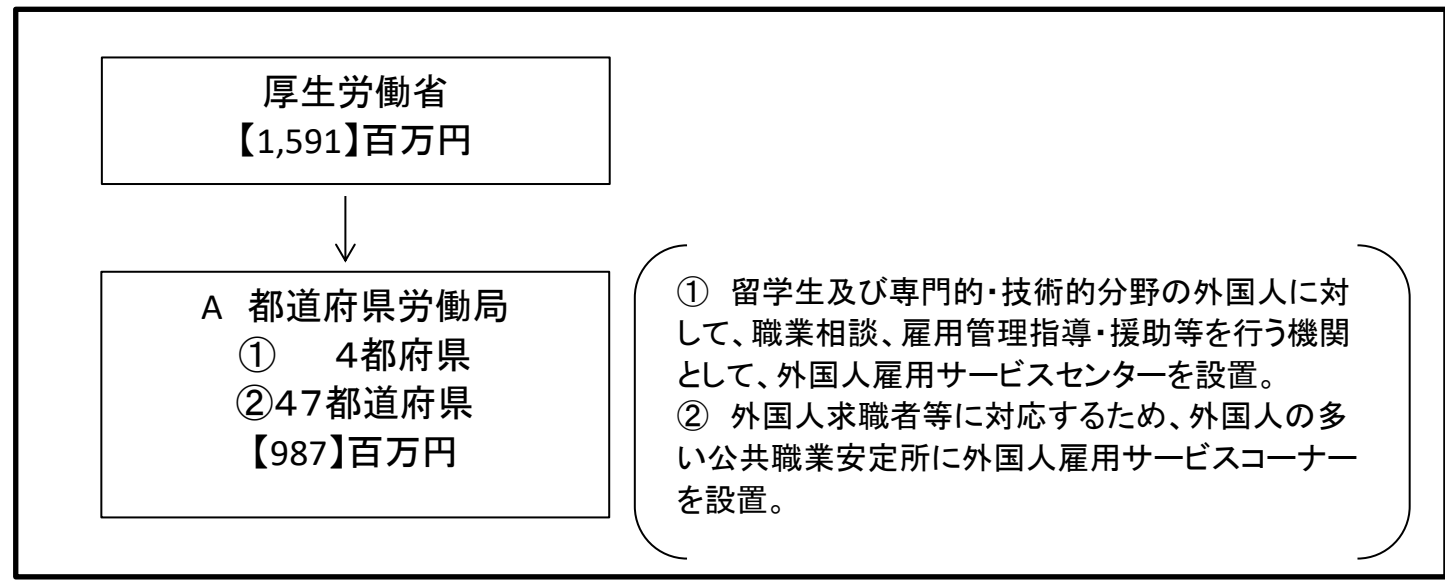 厚生労働省
【1,591】百万円
A 都道府県労働局
① 4都府県
②47都道府県
【987】百万円
① 留学生及び専門的・技術的分野の外国人に対
して、職業相談、雇用管理指導・援助等を行う機関
として、外国人雇用サービスセンターを設置。
② 外国人求職者等に対応するため、外国人の多
い公共職業安定所に外国人雇用サービスコーナー
を設置。